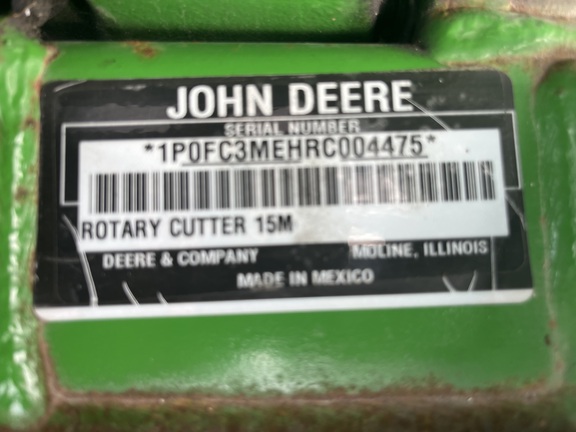 JOHN DEERE
SERIAL NUMBER
*1P0FC3MEHRC004475*
ROTARY CUTTER 15M
DEERE & COMPANY MOLINE, ILLINOIS
MADE IN MEXICO